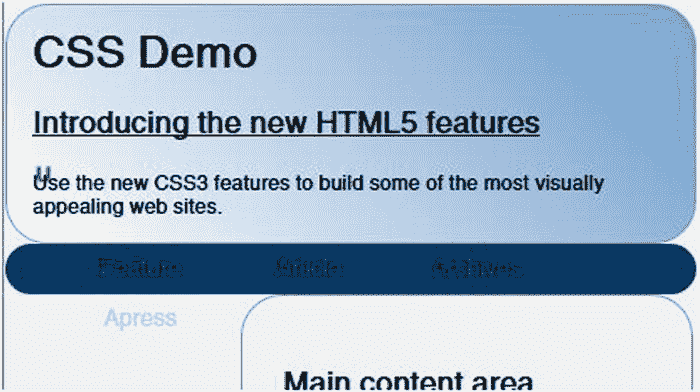 CSS Demo
Introducing the new HTML5 features
Use the new CSS3 features to build some of the most visually
appealing web sites.
Feature Article
Apress
Main content area